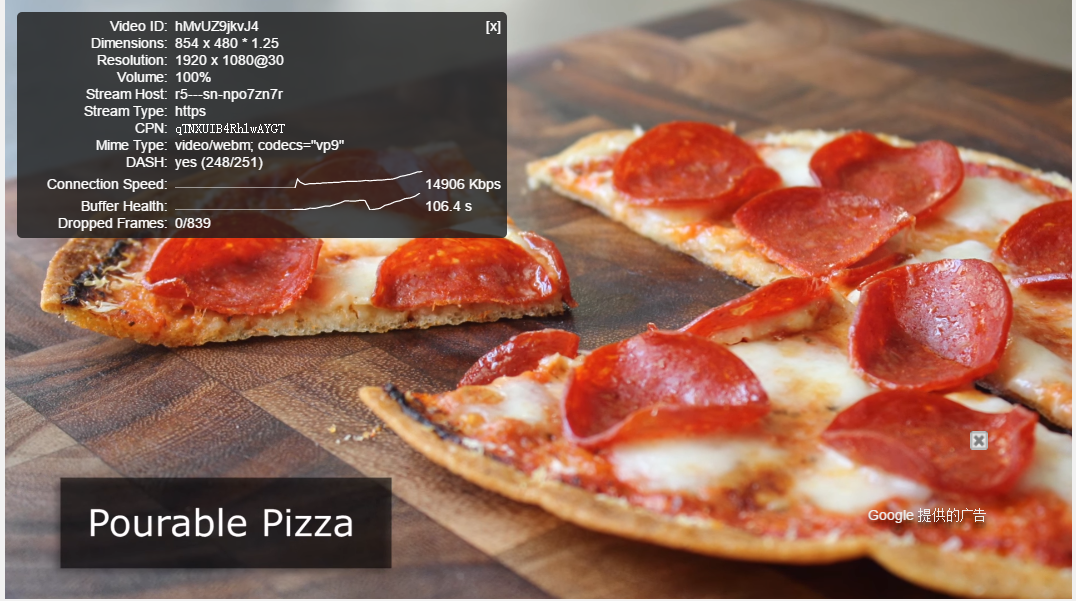 Video ID: hMvUZ9jkvJ4 [x]
Dimensions: 854 x 480 * 1.25
Resolution: 1920 x 1080@30
Volume: 100%
Stream Host: r5---sn-npo7zn7r
Stream Type: https
CPN: qTNXUIB4Rh1wAYGT
Mime Type: video/webm; codecs="vp9"
DASH: yes (248/251)
Connection Speed: 14906 Kbps
Buffer Health: 106.4 s
Dropped Frames: 0/839
Pourable Pizza
Google 提供的广告